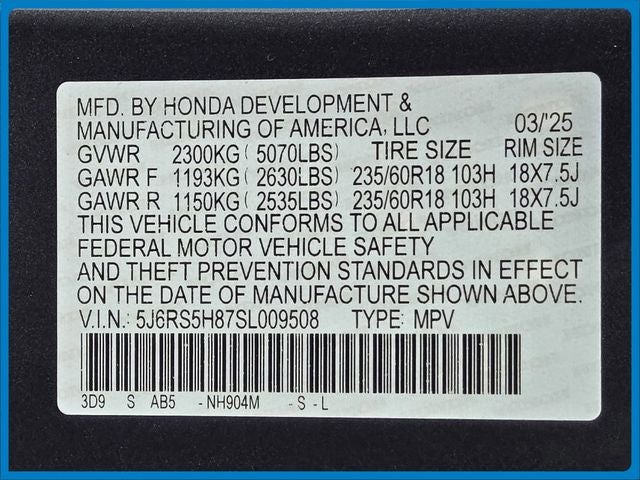 MFD. BY HONDA DEVELOPMENT &
MANUFACTURING OF AMERICA, LLC 03/'25
GVWR 2300KG ( 5070LBS) TIRE SIZE RIM SIZE
GAWR F 1193KG ( 2630LBS) 235/60R18 103H 18X7.5J
GAWR R 1150KG ( 2535LBS) 235/60R18 103H 18X7.5J
THIS VEHICLE CONFORMS TO ALL APPLICABLE
FEDERAL MOTOR VEHICLE SAFETY
AND THEFT PREVENTION STANDARDS IN EFFECT
ON THE DATE OF MANUFACTURE SHOWN ABOVE.
V.I.N.: 5J6RS5H87SL009508 TYPE: MPV
3D9 S AB5 -NH904M -S-L